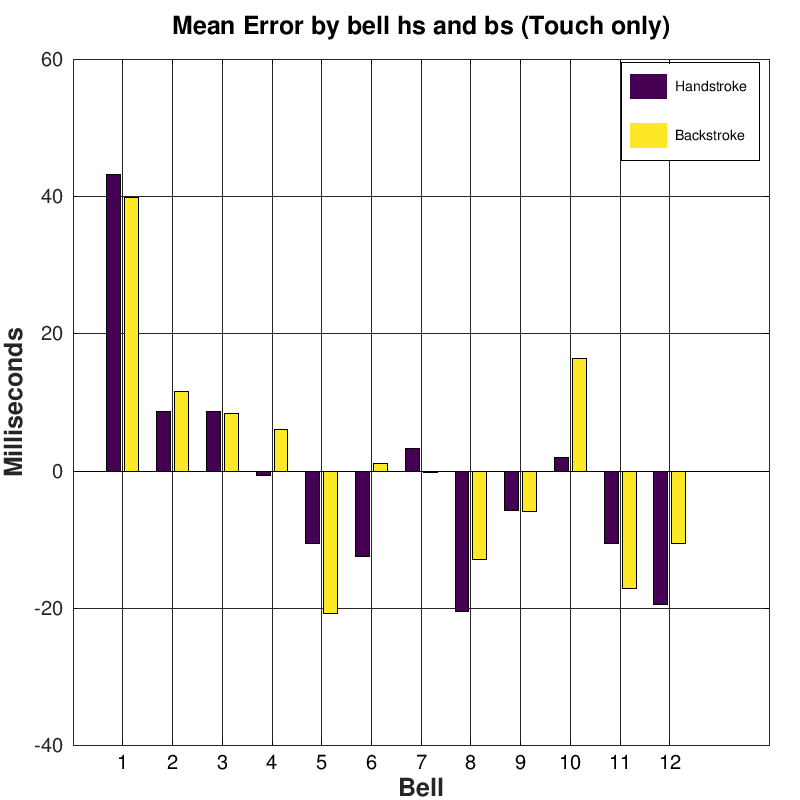 Mean Error by bell hs and bs (Touch only)
Handstroke
Backstroke
60
40
20
0
-20
-40
Milliseconds
1 2 3 4 5 6 7 8 9 10 11 12
Bell